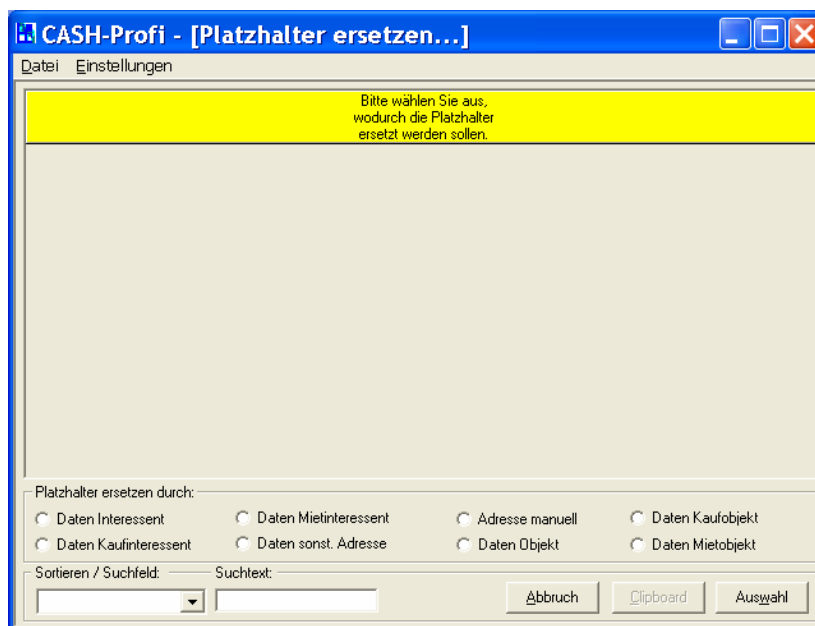 CASH-Profi - [Platzhalter ersetzen...]
Datei Einstellungen
Bitte wählen Sie aus,
wodurch die Platzhalter
ersetzt werden sollen.
Platzhalter ersetzen durch:
Daten Interessent Daten Mietinteressent Adresse manuell Daten Kaufobjekt
Daten Kaufinteressent Daten sonst. Adresse Daten Objekt Daten Mietobjekt
Sortieren / Suchfeld: Suchtext:
Abbruch Clipboard Auswahl